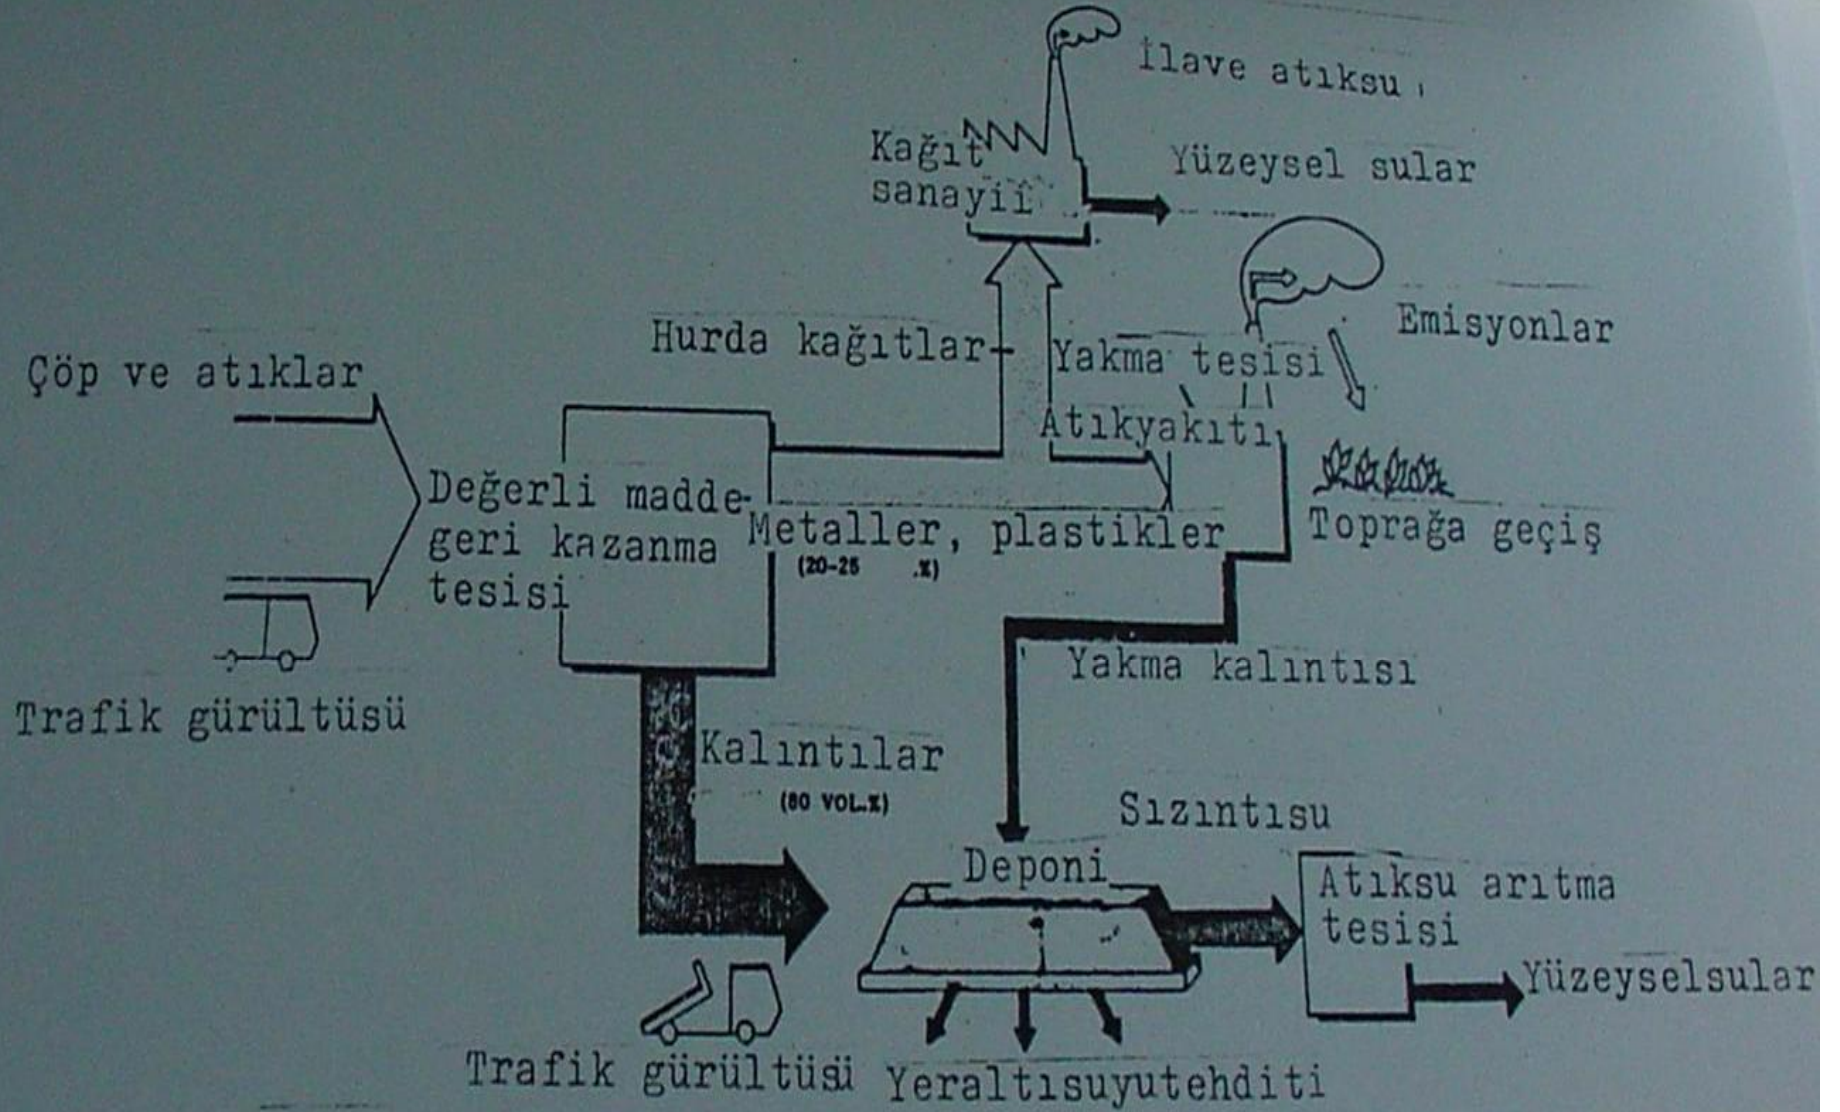 İlave atıksu
Kağıt
sanayii
Yüzeysel sular
Emisyonlar
Hurda kağıtlar
Yakma tesisi
Çöp ve atıklar
Atıkyakıtı
Değerli madde
geri kazanma
tesisi
Metaller, plastikler
(20-25 .%)
Toprağa geçiş
Yakma kalıntısı
Trafik gürültüsü
Kalıntılar
(80 VOL.%)
Sızıntısu
Deponi
Atıksu arıtma
tesisi
Yüzeyselsular
Trafik gürültüsü
Yeraltısuyutehditi